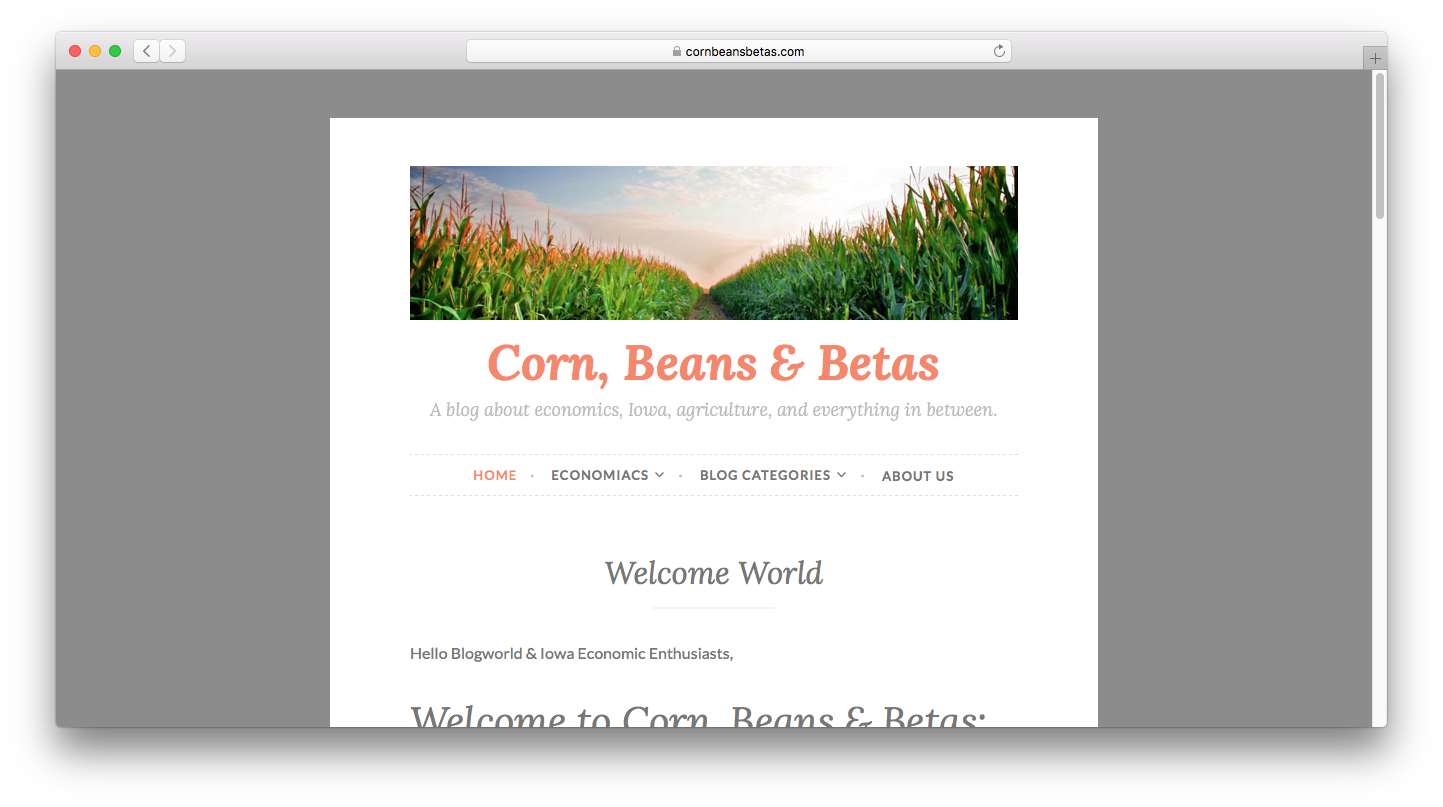 cornbeansbetas.com
Corn, Beans & Betas
A blog about economics, Iowa, agriculture, and everything in between.
HOME · ECONOMIACS · BLOG CATEGORIES · ABOUT US
Welcome World
Hello Blogworld & Iowa Economic Enthusiasts,
Welcome to Corn, Beans & Betas: